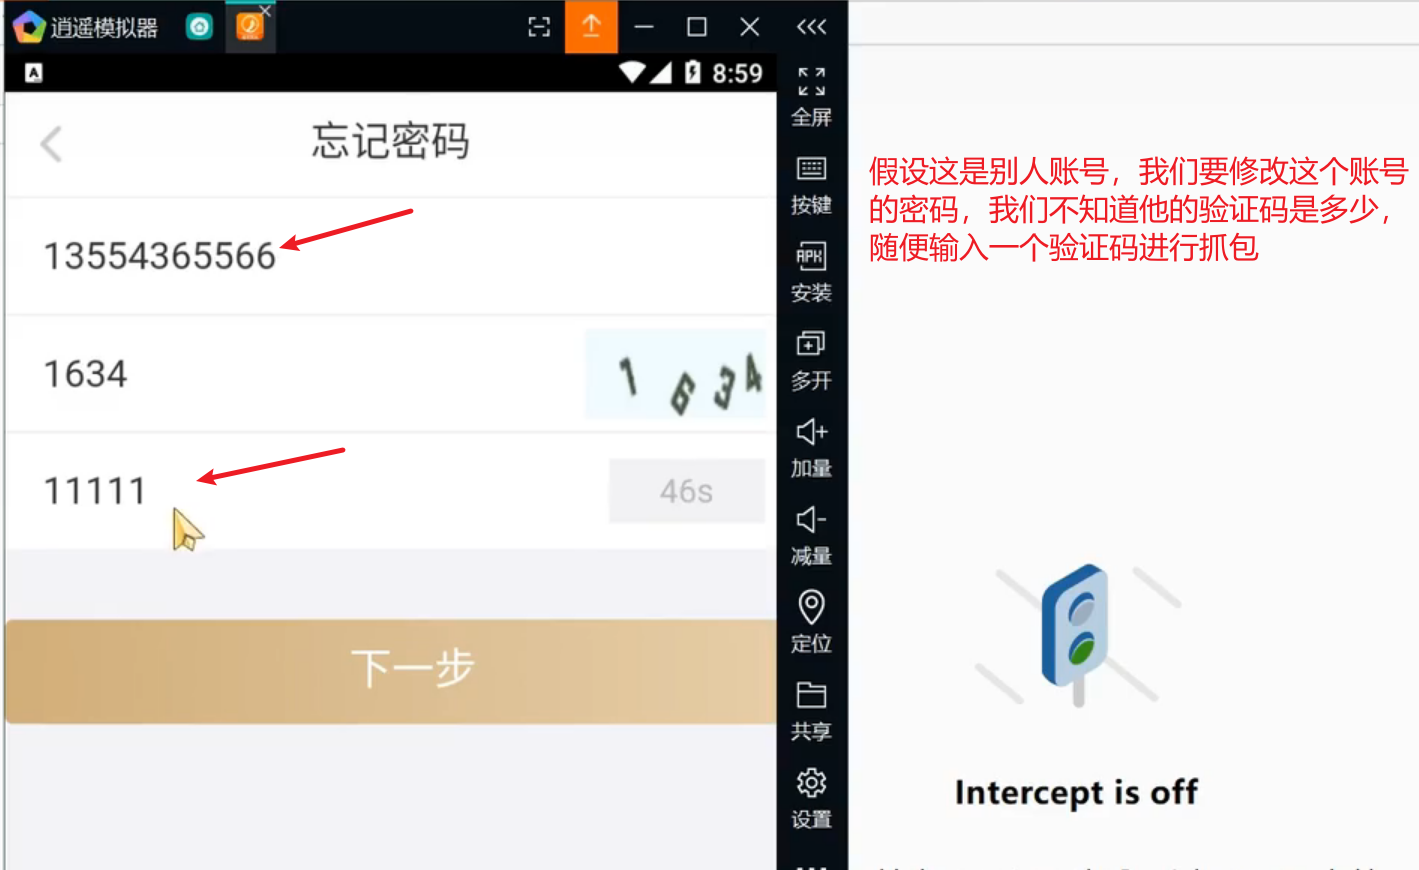 逍遥模拟器
8:59
全屏
忘记密码
假设这是别人账号，我们要修改这个账号
的密码，我们不知道他的验证码是多少，
随便输入一个验证码进行抓包
按键
13554365566
APK
安装
1634
1634
多开
加量
11111
46s
减量
定位
下一步
共享
设置
Intercept is off